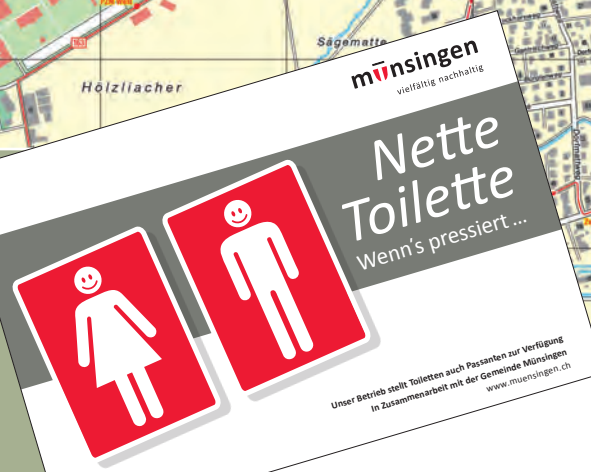 Sägematte
Hölzliacher
münsingen
vielfältig nachhaltig
Nette
Toilette
Wenn's pressiert ...
Unser Betrieb stellt Toiletten auch Passanten zur Verfügung
In Zusammenarbeit mit der Gemeinde Münsingen
www.muensingen.ch
Dorfmattweg